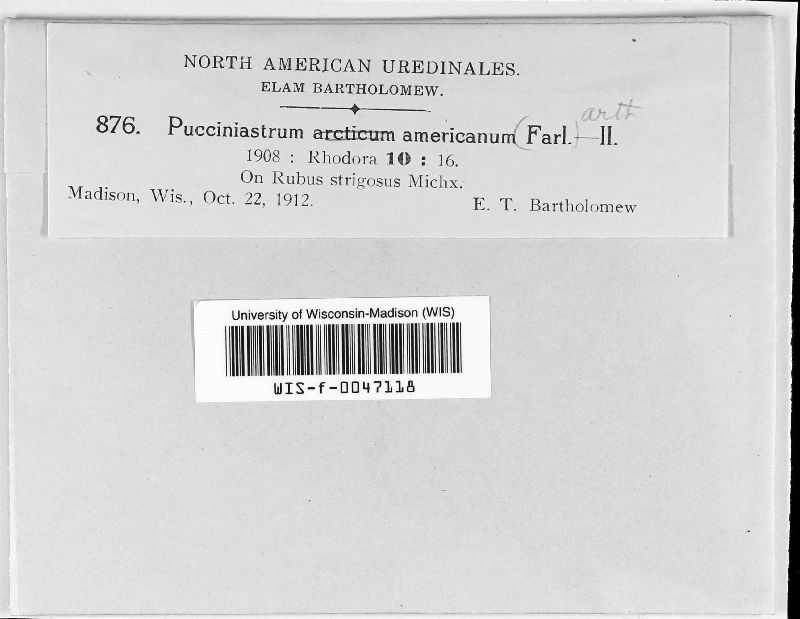 NORTH AMERICAN UREDINALES.
ELAM BARTHOLOMEW.
876. Pucciniastrum arcticum americanum (Farl.) arth —II.
1908 : Rhodora 10 : 16.
On Rubus strigosus Michx.
Madison, Wis., Oct. 22, 1912. E. T. Bartholomew
University of Wisconsin-Madison (WIS)
WIS-f-0047118